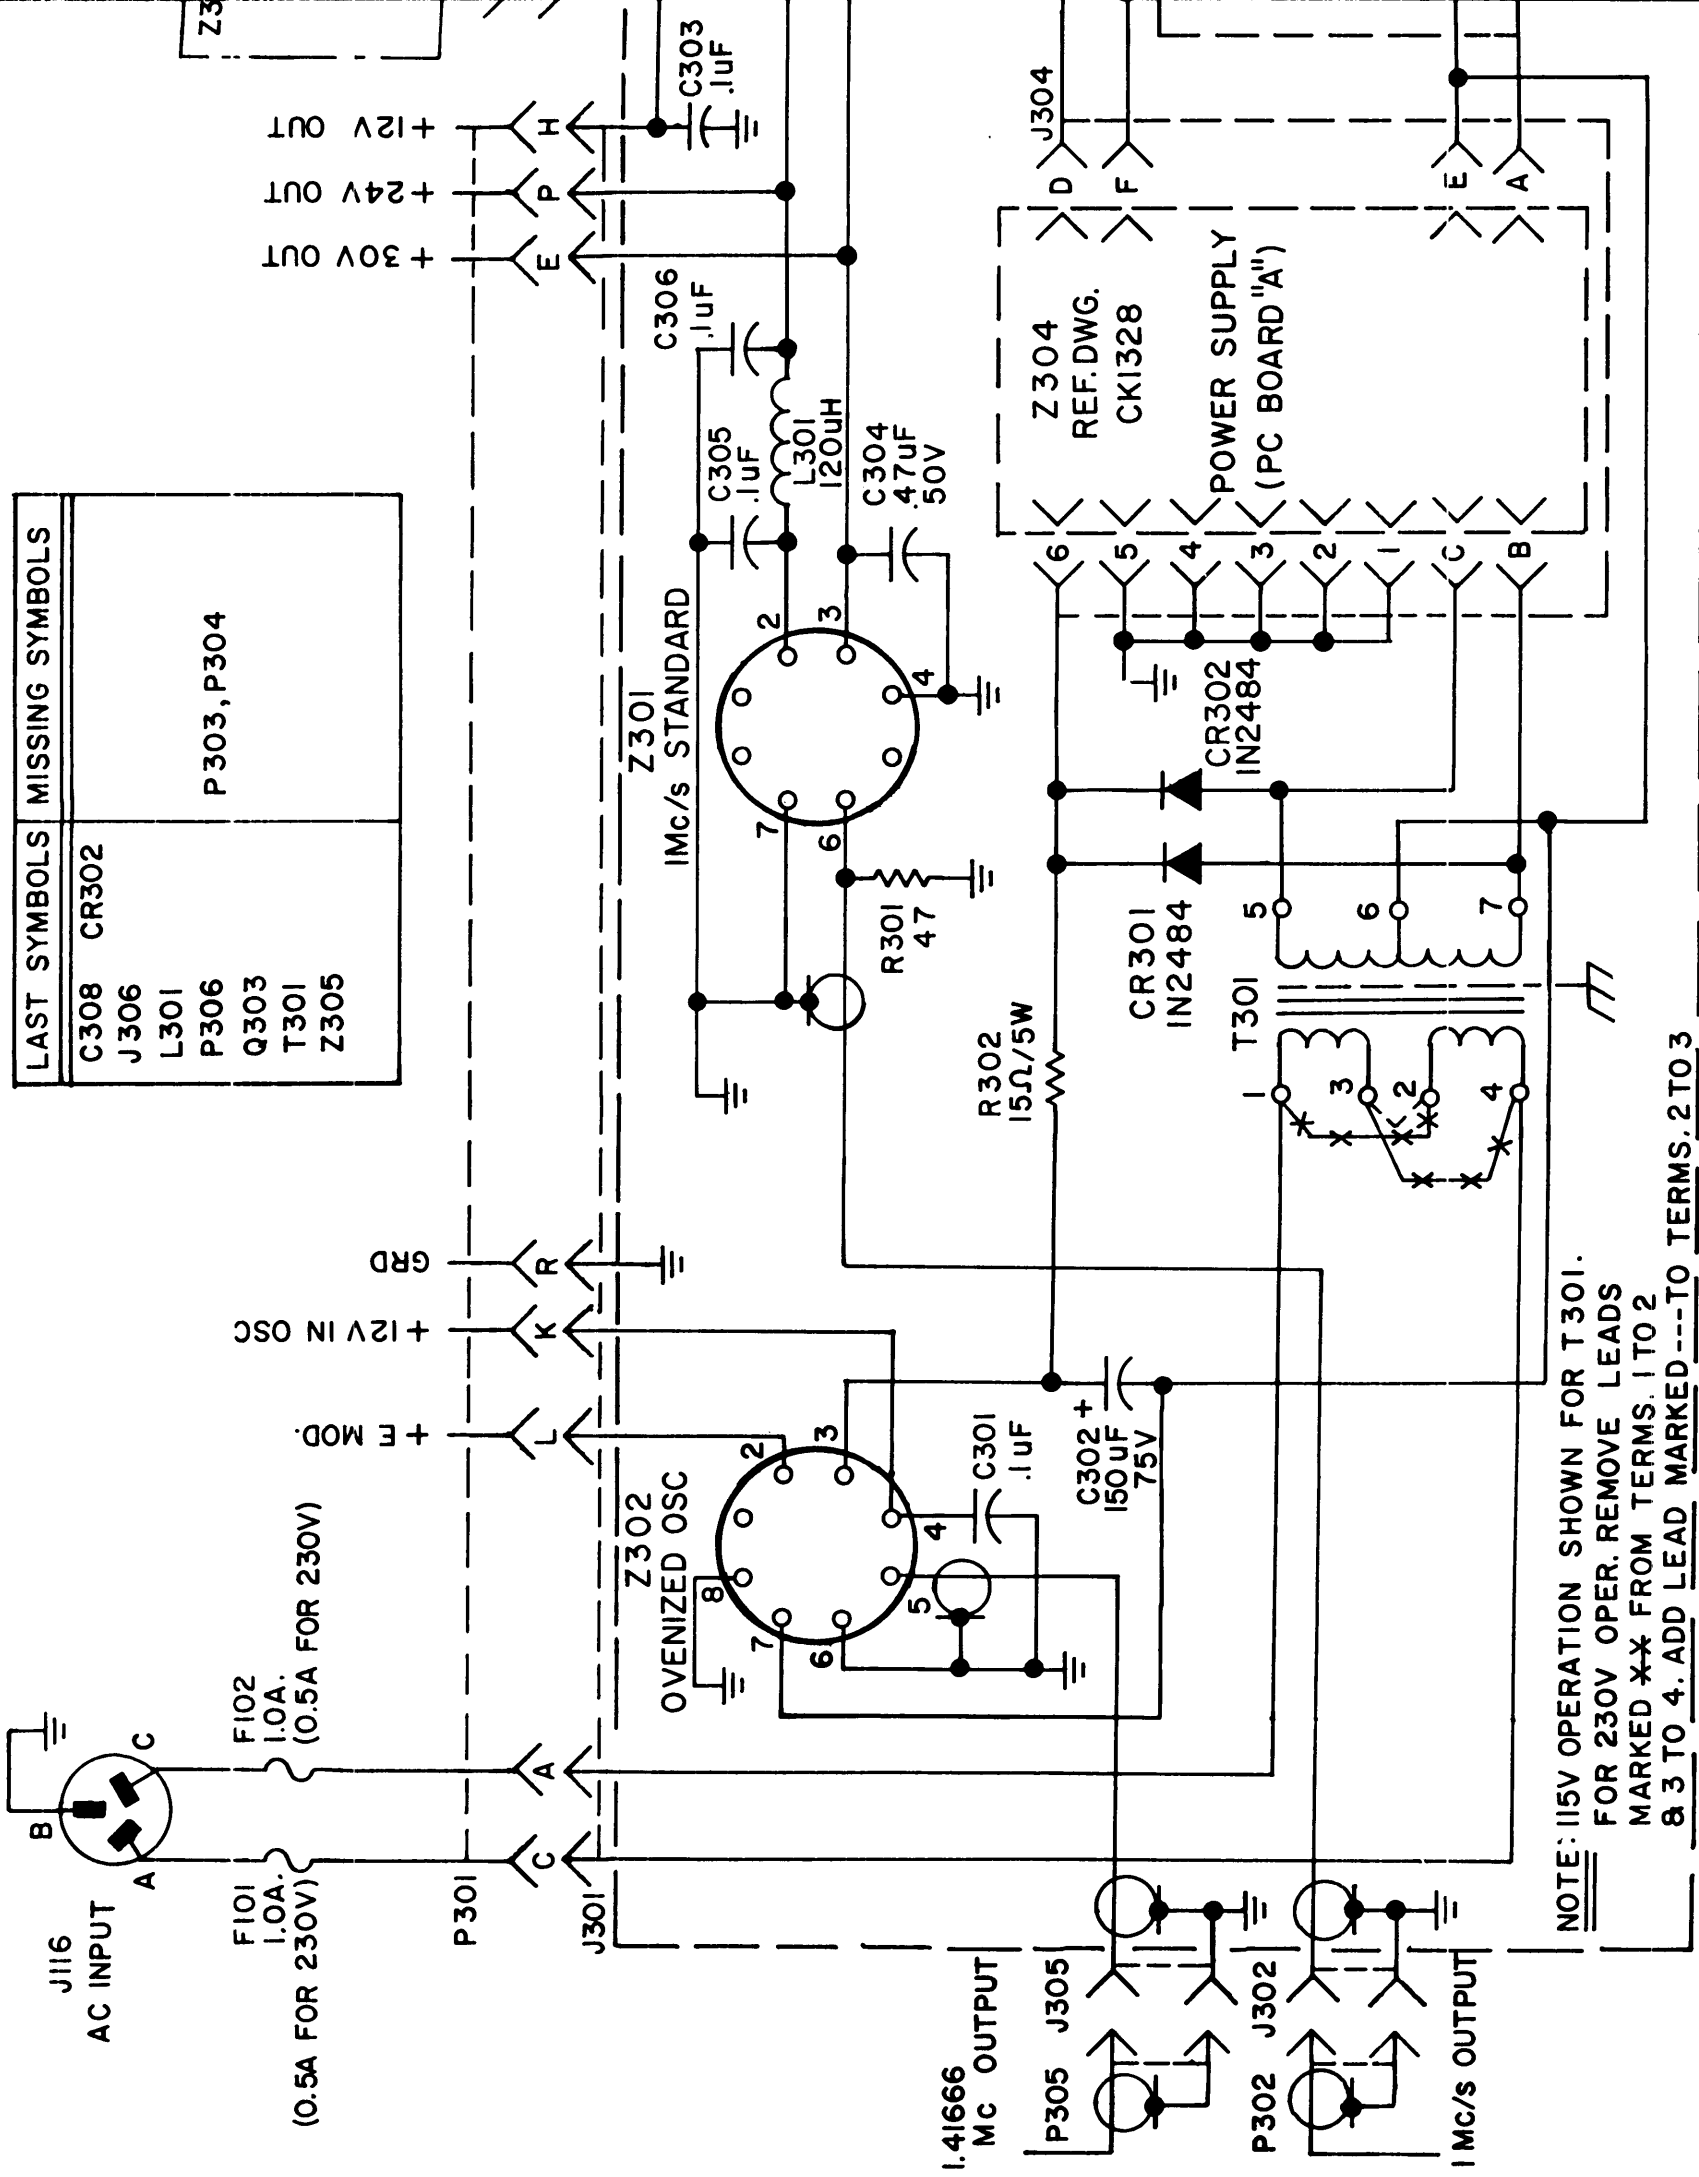 LAST SYMBOLS
MISSING SYMBOLS
C308 CR302
J306
L301
P306
Q303
T301
Z305
P303, P304
J116
AC INPUT
A
B
C
F101
1.0A.
(0.5A FOR 230V)
F102
1.0A.
(0.5A FOR 230V)
P301
J301
C
A
+ E MOD.
L
+12V IN OSC
K
GRD
R
+ 30V OUT
E
+ 24V OUT
P
+12V OUT
H
Z302
OVENIZED OSC
8
7
6
5
4
3
2
C301
.1uF
C302 +
150uF
75V
Z301
1Mc/s STANDARD
7
6
2
3
4
R301
47
C305
.1uF
C306
.1uF
L301
120uH
C304
.47uF
50V
C303
.1uF
R302
15Ω/5W
CR301
IN2484
CR302
IN2484
T301
1
3
2
4
5
6
7
6
5
4
3
2
1
C
B
Z304
REF.DWG.
CK1328
POWER SUPPLY
(PC BOARD "A")
D
F
E
A
J304
1.41666
Mc OUTPUT
P305
J305
P302
J302
1 MC/S OUTPUT
NOTE: 115V OPERATION SHOWN FOR T301.
FOR 230V OPER. REMOVE LEADS
MARKED XX FROM TERMS. 1 TO 2
& 3 TO 4. ADD LEAD MARKED---TO TERMS. 2 TO 3